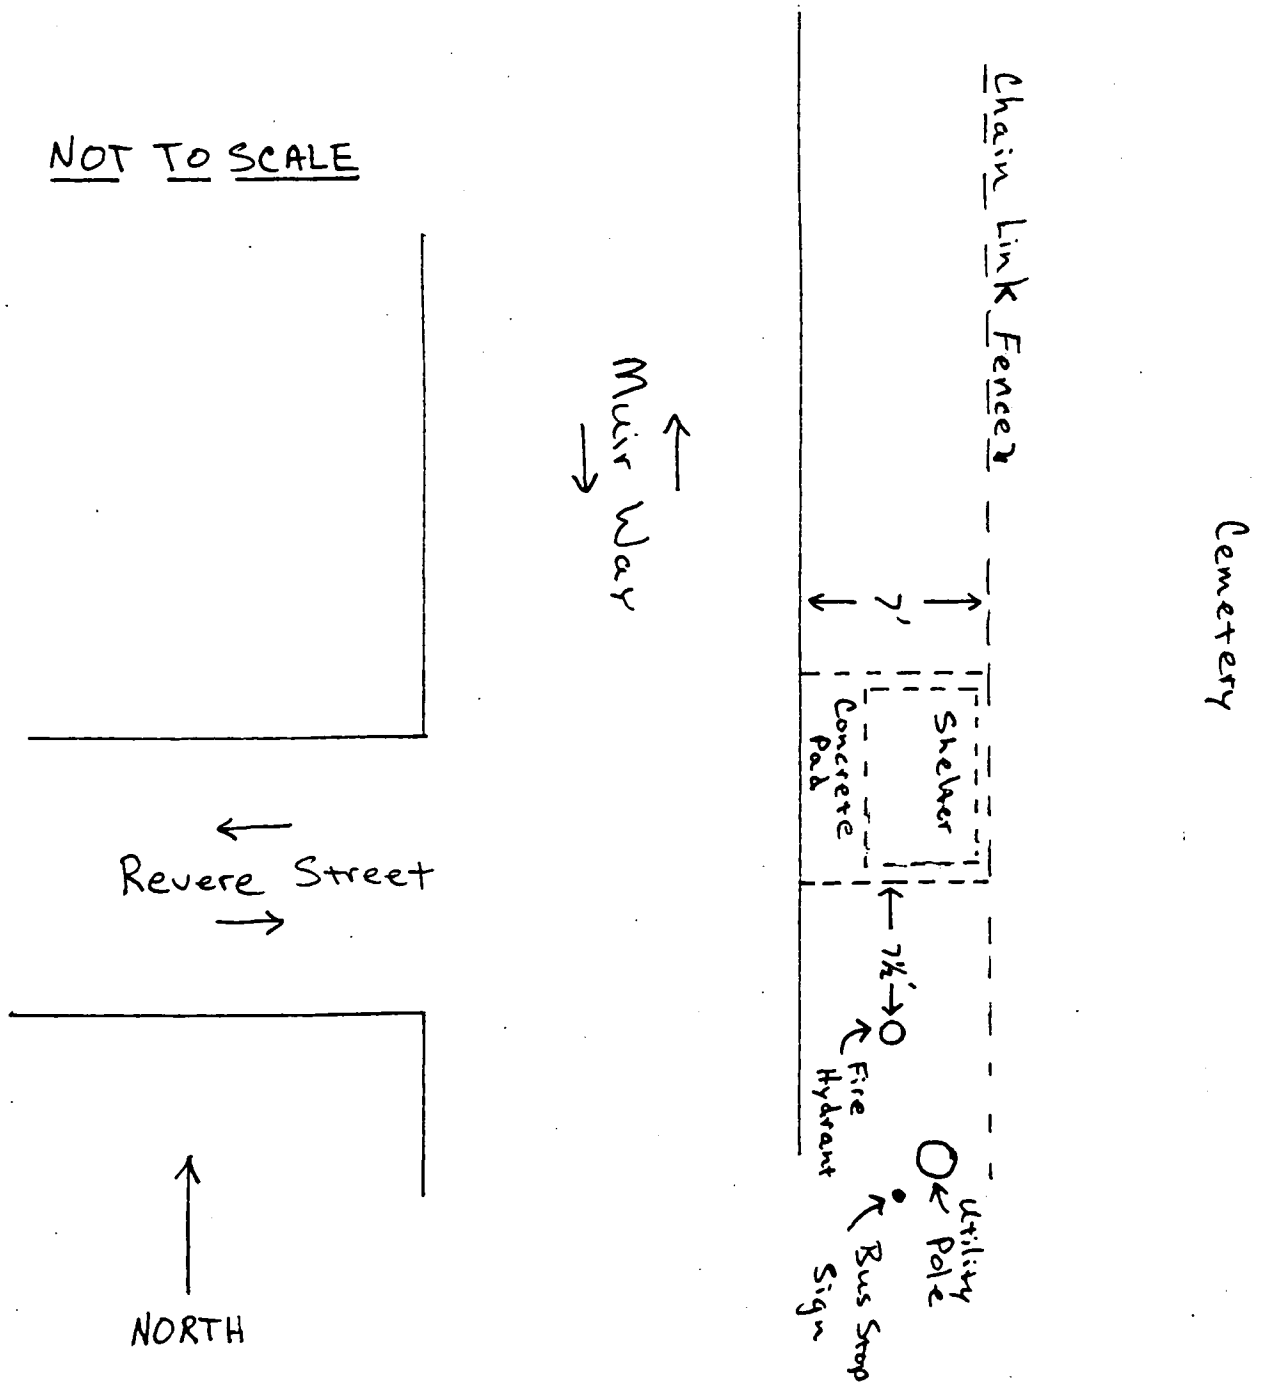 NOT TO SCALE
Chain Link Fence
Cemetery
Muir Way
7'
Shelter
Concrete
Pad
Revere Street
7½'
Fire
Hydrant
Utility
Pole
Bus Stop
Sign
NORTH